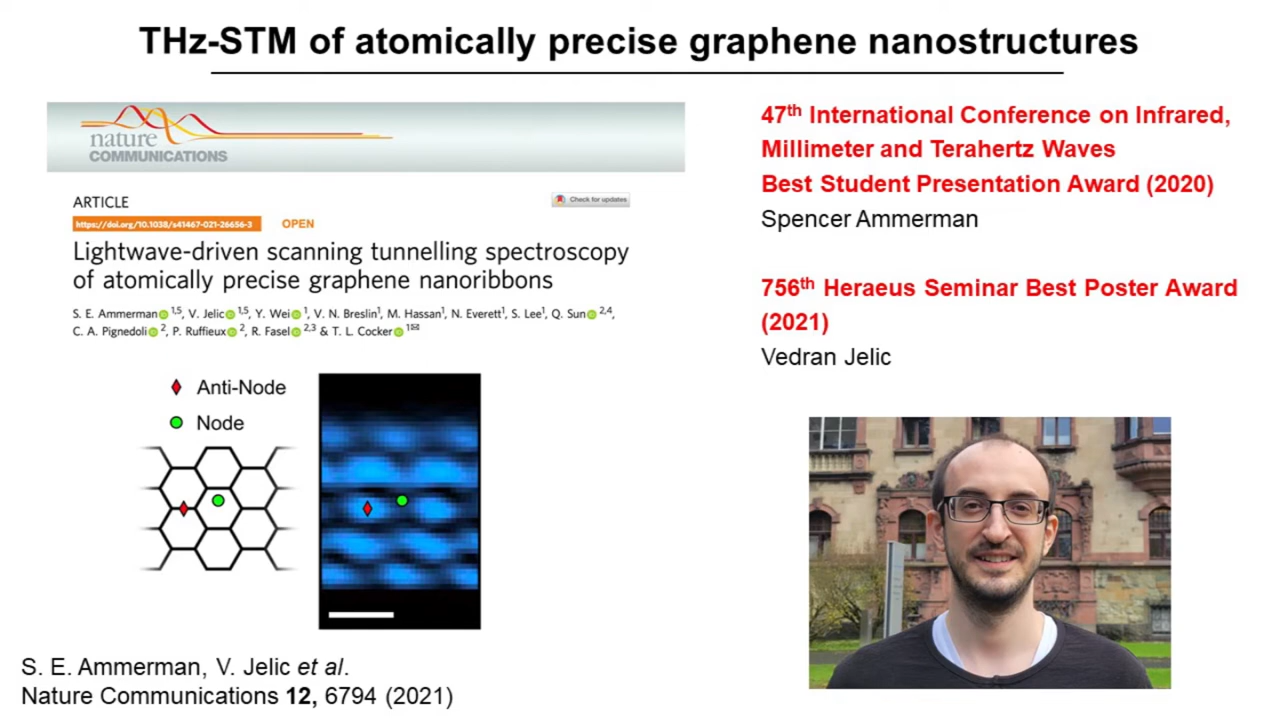 THz-STM of atomically precise graphene nanostructures
nature
COMMUNICATIONS
ARTICLE
Check for updates
https://doi.org/10.1038/s41467-021-26656-3 OPEN
Lightwave-driven scanning tunnelling spectroscopy
of atomically precise graphene nanoribbons
S. E. Ammerman 1,5, V. Jelic 1,5, Y. Wei 1, V. N. Breslin1, M. Hassan1, N. Everett1, S. Lee1, Q. Sun 2,4,
C. A. Pignedoli 2, P. Ruffieux 2, R. Fasel 2,3 & T. L. Cocker 1✉
Anti-Node
Node
S. E. Ammerman, V. Jelic et al.
Nature Communications 12, 6794 (2021)
47th International Conference on Infrared,
Millimeter and Terahertz Waves
Best Student Presentation Award (2020)
Spencer Ammerman
756th Heraeus Seminar Best Poster Award
(2021)
Vedran Jelic